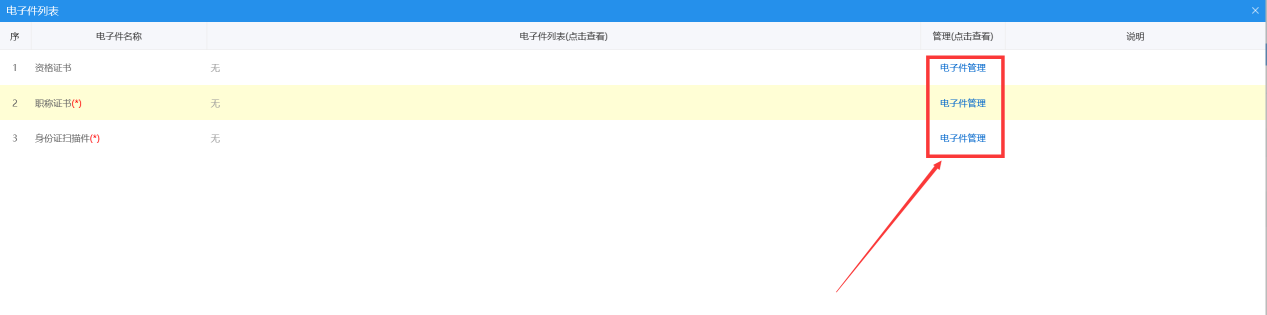 电子件列表
序 电子件名称 电子件列表(点击查看) 管理(点击查看) 说明
1 资格证书 无 电子件管理
2 职称证书(*) 无 电子件管理
3 身份证扫描件(*) 无 电子件管理